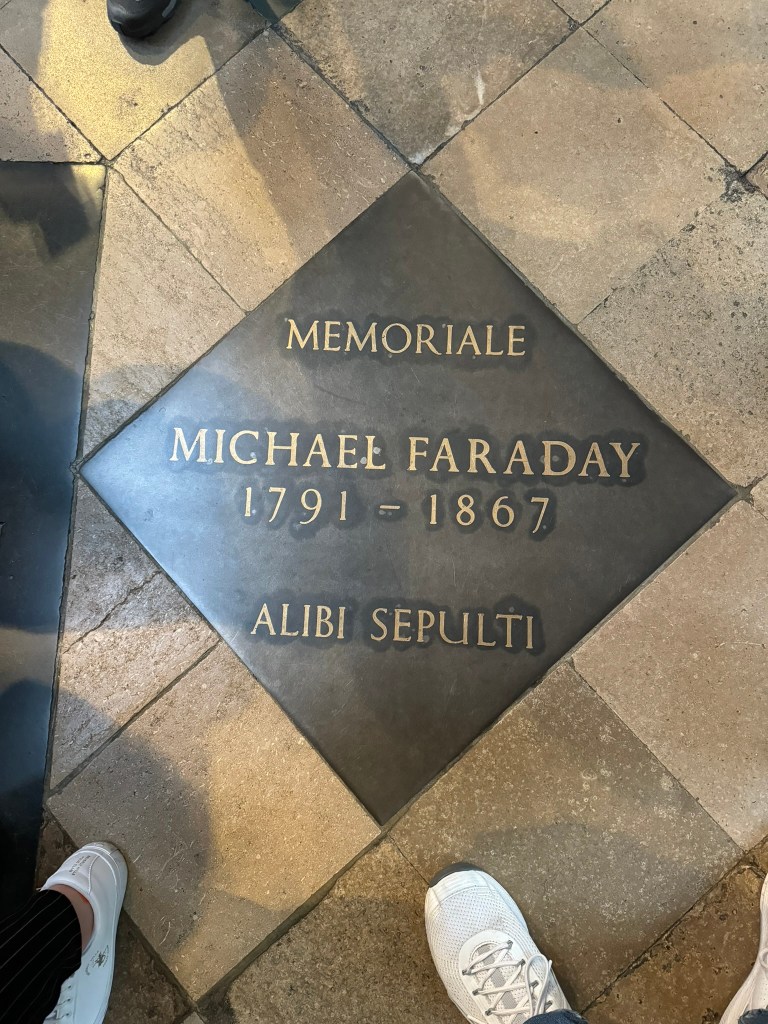 MEMORIALE
MICHAEL FARADAY
1791 – 1867
ALIBI SEPULTI